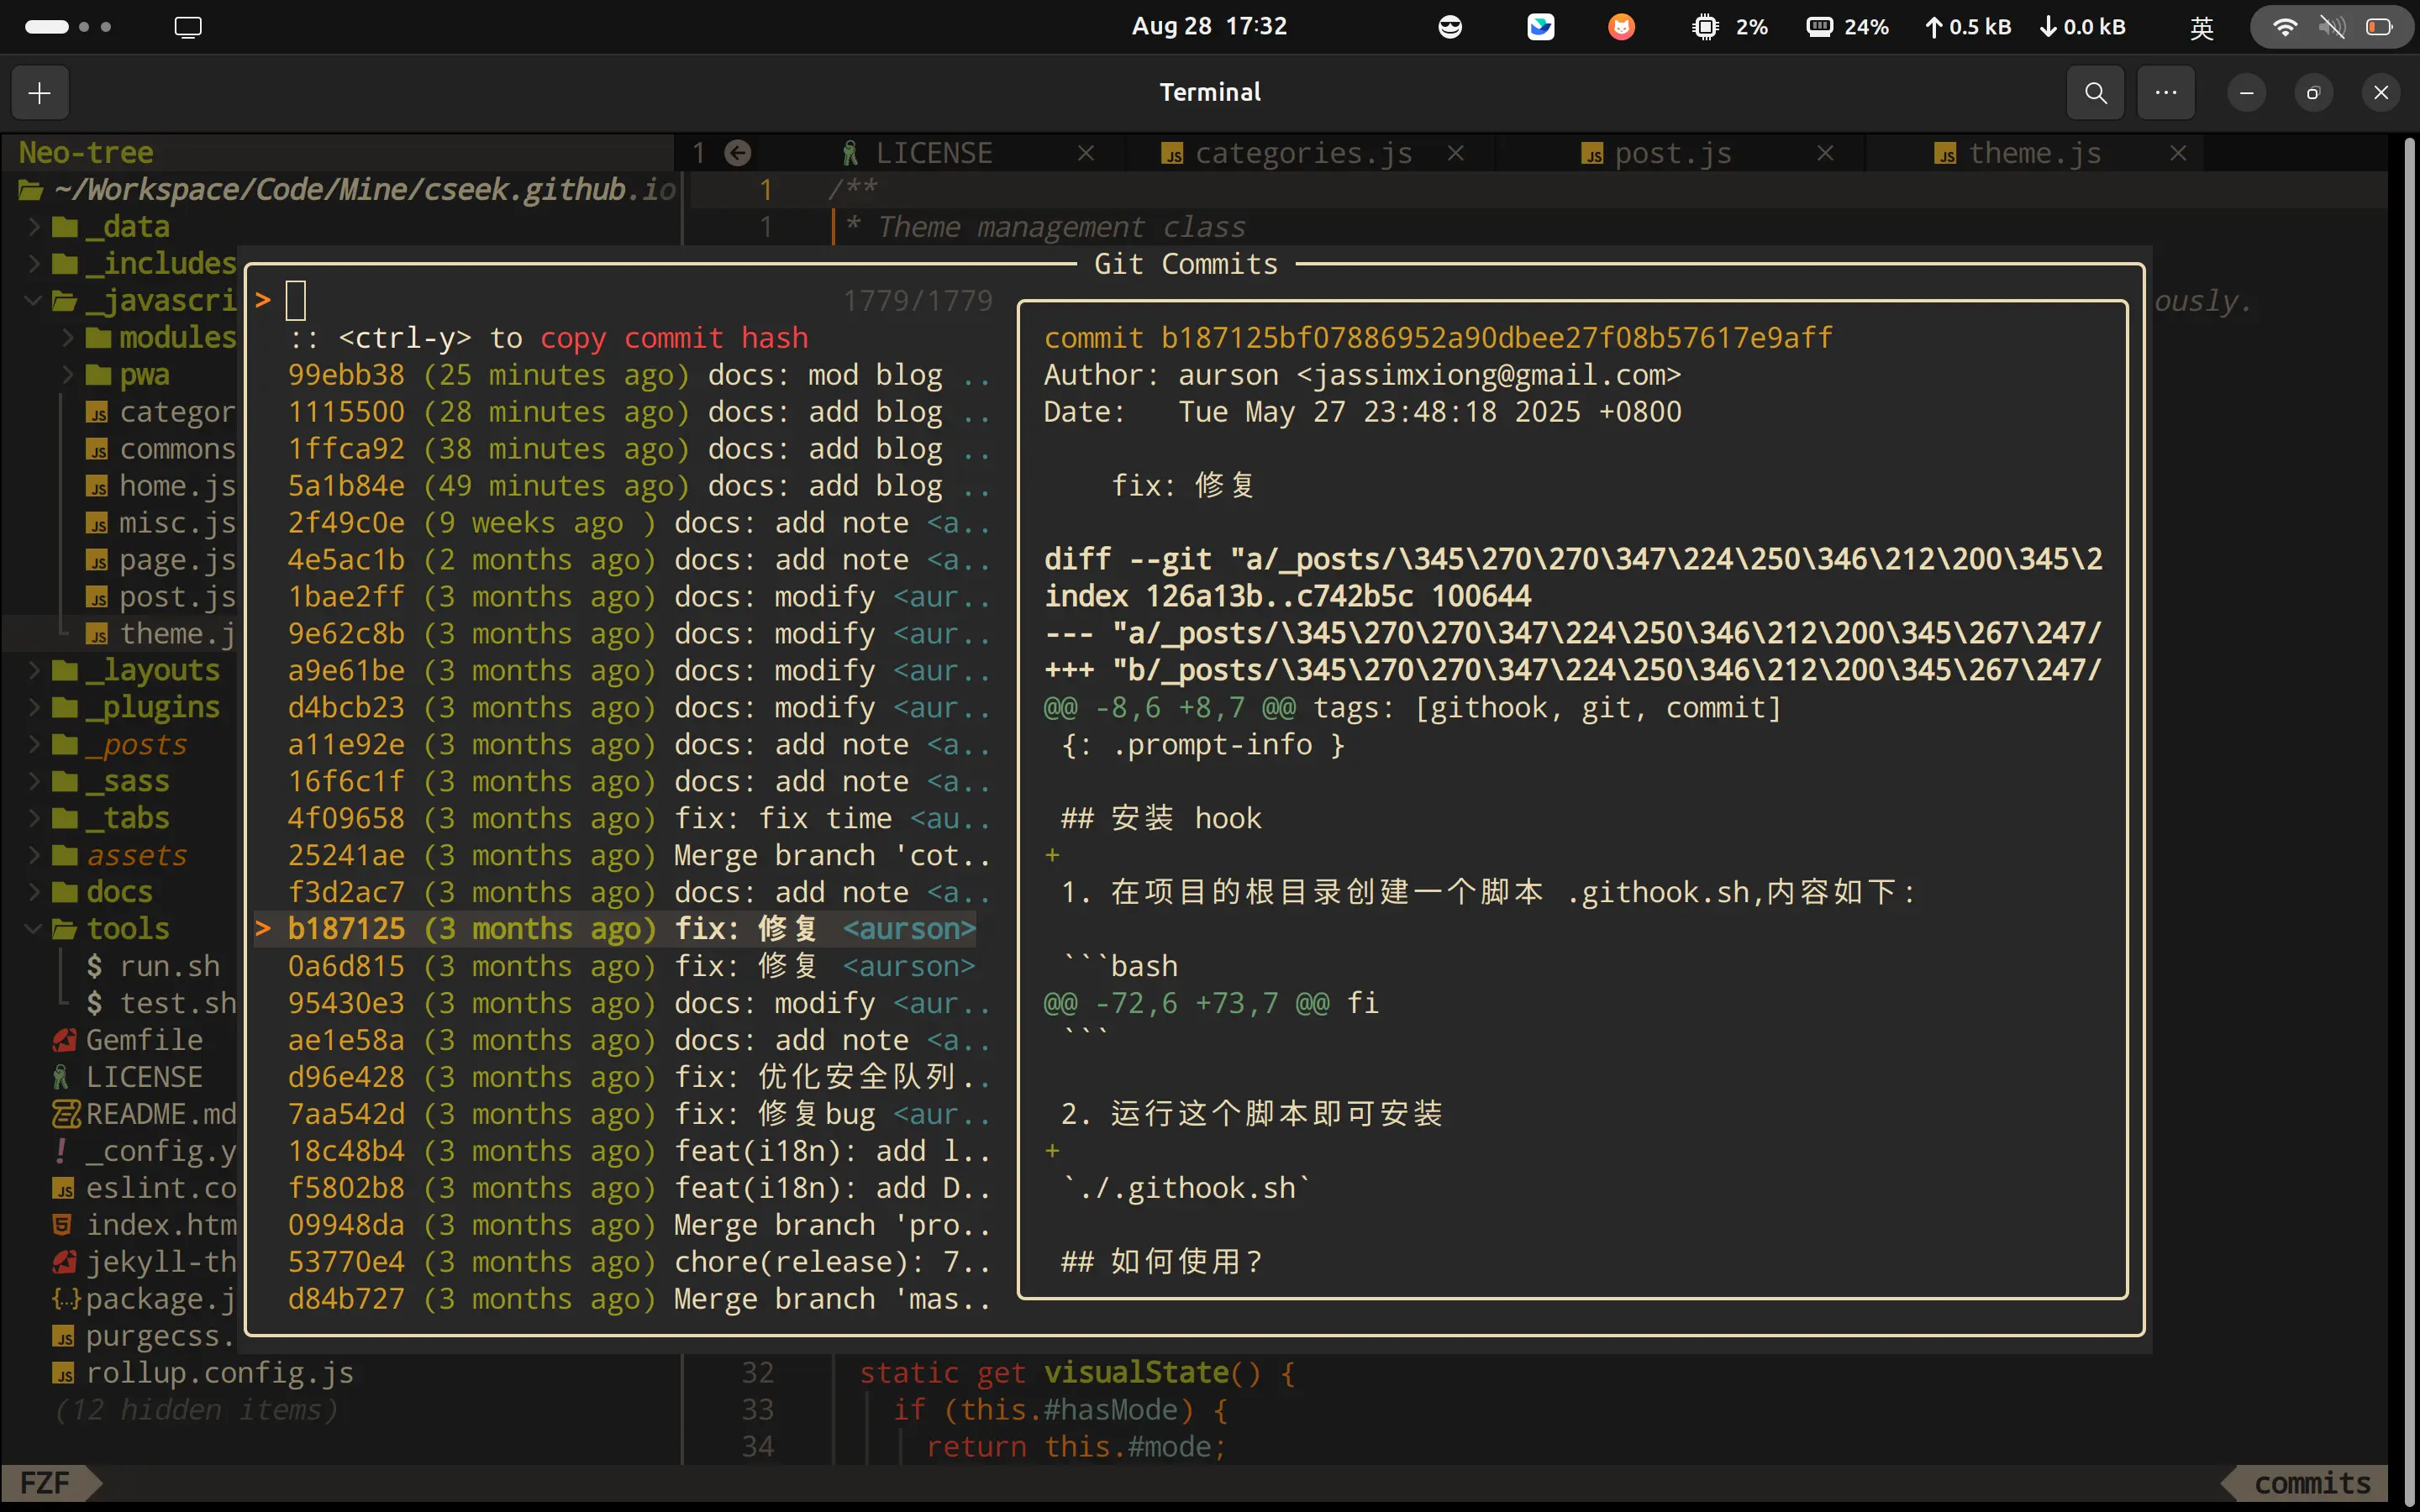 Aug 28 17:32
2%
24%
0.5 kB
0.0 kB
英
Terminal
Neo-tree
~/Workspace/Code/Mine/cseek.github.io
_data
_includes
_javascri
modules
pwa
categor
commons
home.js
misc.js
page.js
post.js
theme.j
_layouts
_plugins
_posts
_sass
_tabs
assets
docs
tools
$ run.sh
$ test.sh
Gemfile
LICENSE
README.md
! _config.y
eslint.co
index.htm
jekyll-th
package.j
purgecss.
rollup.config.js
(12 hidden items)
1 LICENSE categories.js post.js theme.js
1 /**
1 * Theme management class
ously.
Git Commits
> 1779/1779
:: <ctrl-y> to copy commit hash
99ebb38 (25 minutes ago) docs: mod blog ..
1115500 (28 minutes ago) docs: add blog ..
1ffca92 (38 minutes ago) docs: add blog ..
5a1b84e (49 minutes ago) docs: add blog ..
2f49c0e (9 weeks ago ) docs: add note <a..
4e5ac1b (2 months ago) docs: add note <a..
1bae2ff (3 months ago) docs: modify <aur..
9e62c8b (3 months ago) docs: modify <aur..
a9e61be (3 months ago) docs: modify <aur..
d4bcb23 (3 months ago) docs: modify <aur..
a11e92e (3 months ago) docs: add note <a..
16f6c1f (3 months ago) docs: add note <a..
4f09658 (3 months ago) fix: fix time <au..
25241ae (3 months ago) Merge branch 'cot..
f3d2ac7 (3 months ago) docs: add note <a..
> b187125 (3 months ago) fix: 修复 <aurson>
0a6d815 (3 months ago) fix: 修复 <aurson>
95430e3 (3 months ago) docs: modify <aur..
ae1e58a (3 months ago) docs: add note <a..
d96e428 (3 months ago) fix: 优化安全队列..
7aa542d (3 months ago) fix: 修复bug <aur..
18c48b4 (3 months ago) feat(i18n): add l..
f5802b8 (3 months ago) feat(i18n): add D..
09948da (3 months ago) Merge branch 'pro..
53770e4 (3 months ago) chore(release): 7..
d84b727 (3 months ago) Merge branch 'mas..
commit b187125bf07886952a90dbee27f08b57617e9aff
Author: aurson <jassimxiong@gmail.com>
Date: Tue May 27 23:48:18 2025 +0800
fix: 修复
diff --git "a/_posts/\345\270\270\347\224\250\346\212\200\345\2
index 126a13b..c742b5c 100644
--- "a/_posts/\345\270\270\347\224\250\346\212\200\345\267\247/
+++ "b/_posts/\345\270\270\347\224\250\346\212\200\345\267\247/
@@ -8,6 +8,7 @@ tags: [githook, git, commit]
{: .prompt-info }
## 安装 hook
+
1. 在项目的根目录创建一个脚本 .githook.sh,内容如下:
```bash
@@ -72,6 +73,7 @@ fi
```
2. 运行这个脚本即可安装
+
`./.githook.sh`
## 如何使用?
32 static get visualState() {
33 if (this.#hasMode) {
34 return this.#mode;
FZF
commits